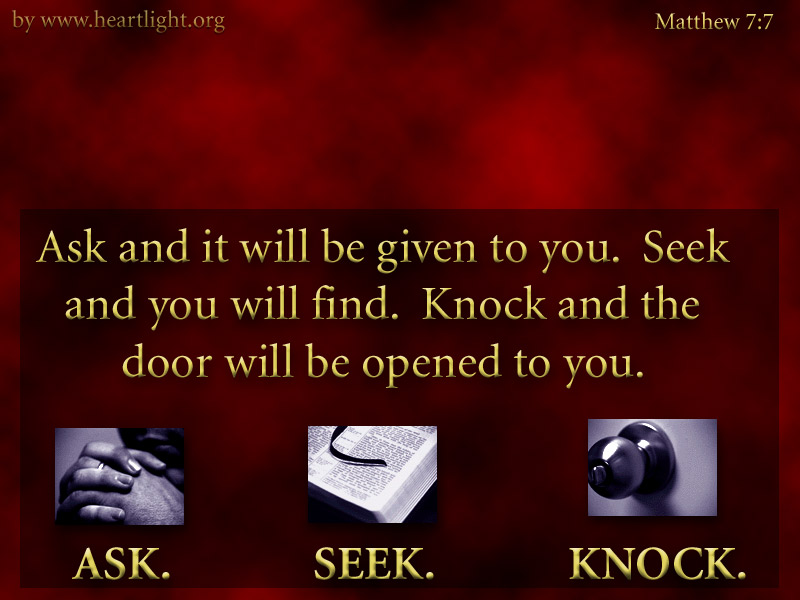 by www.heartlight.org
Matthew 7:7
Ask and it will be given to you. Seek
and you will find. Knock and the
door will be opened to you.
ASK. SEEK. KNOCK.